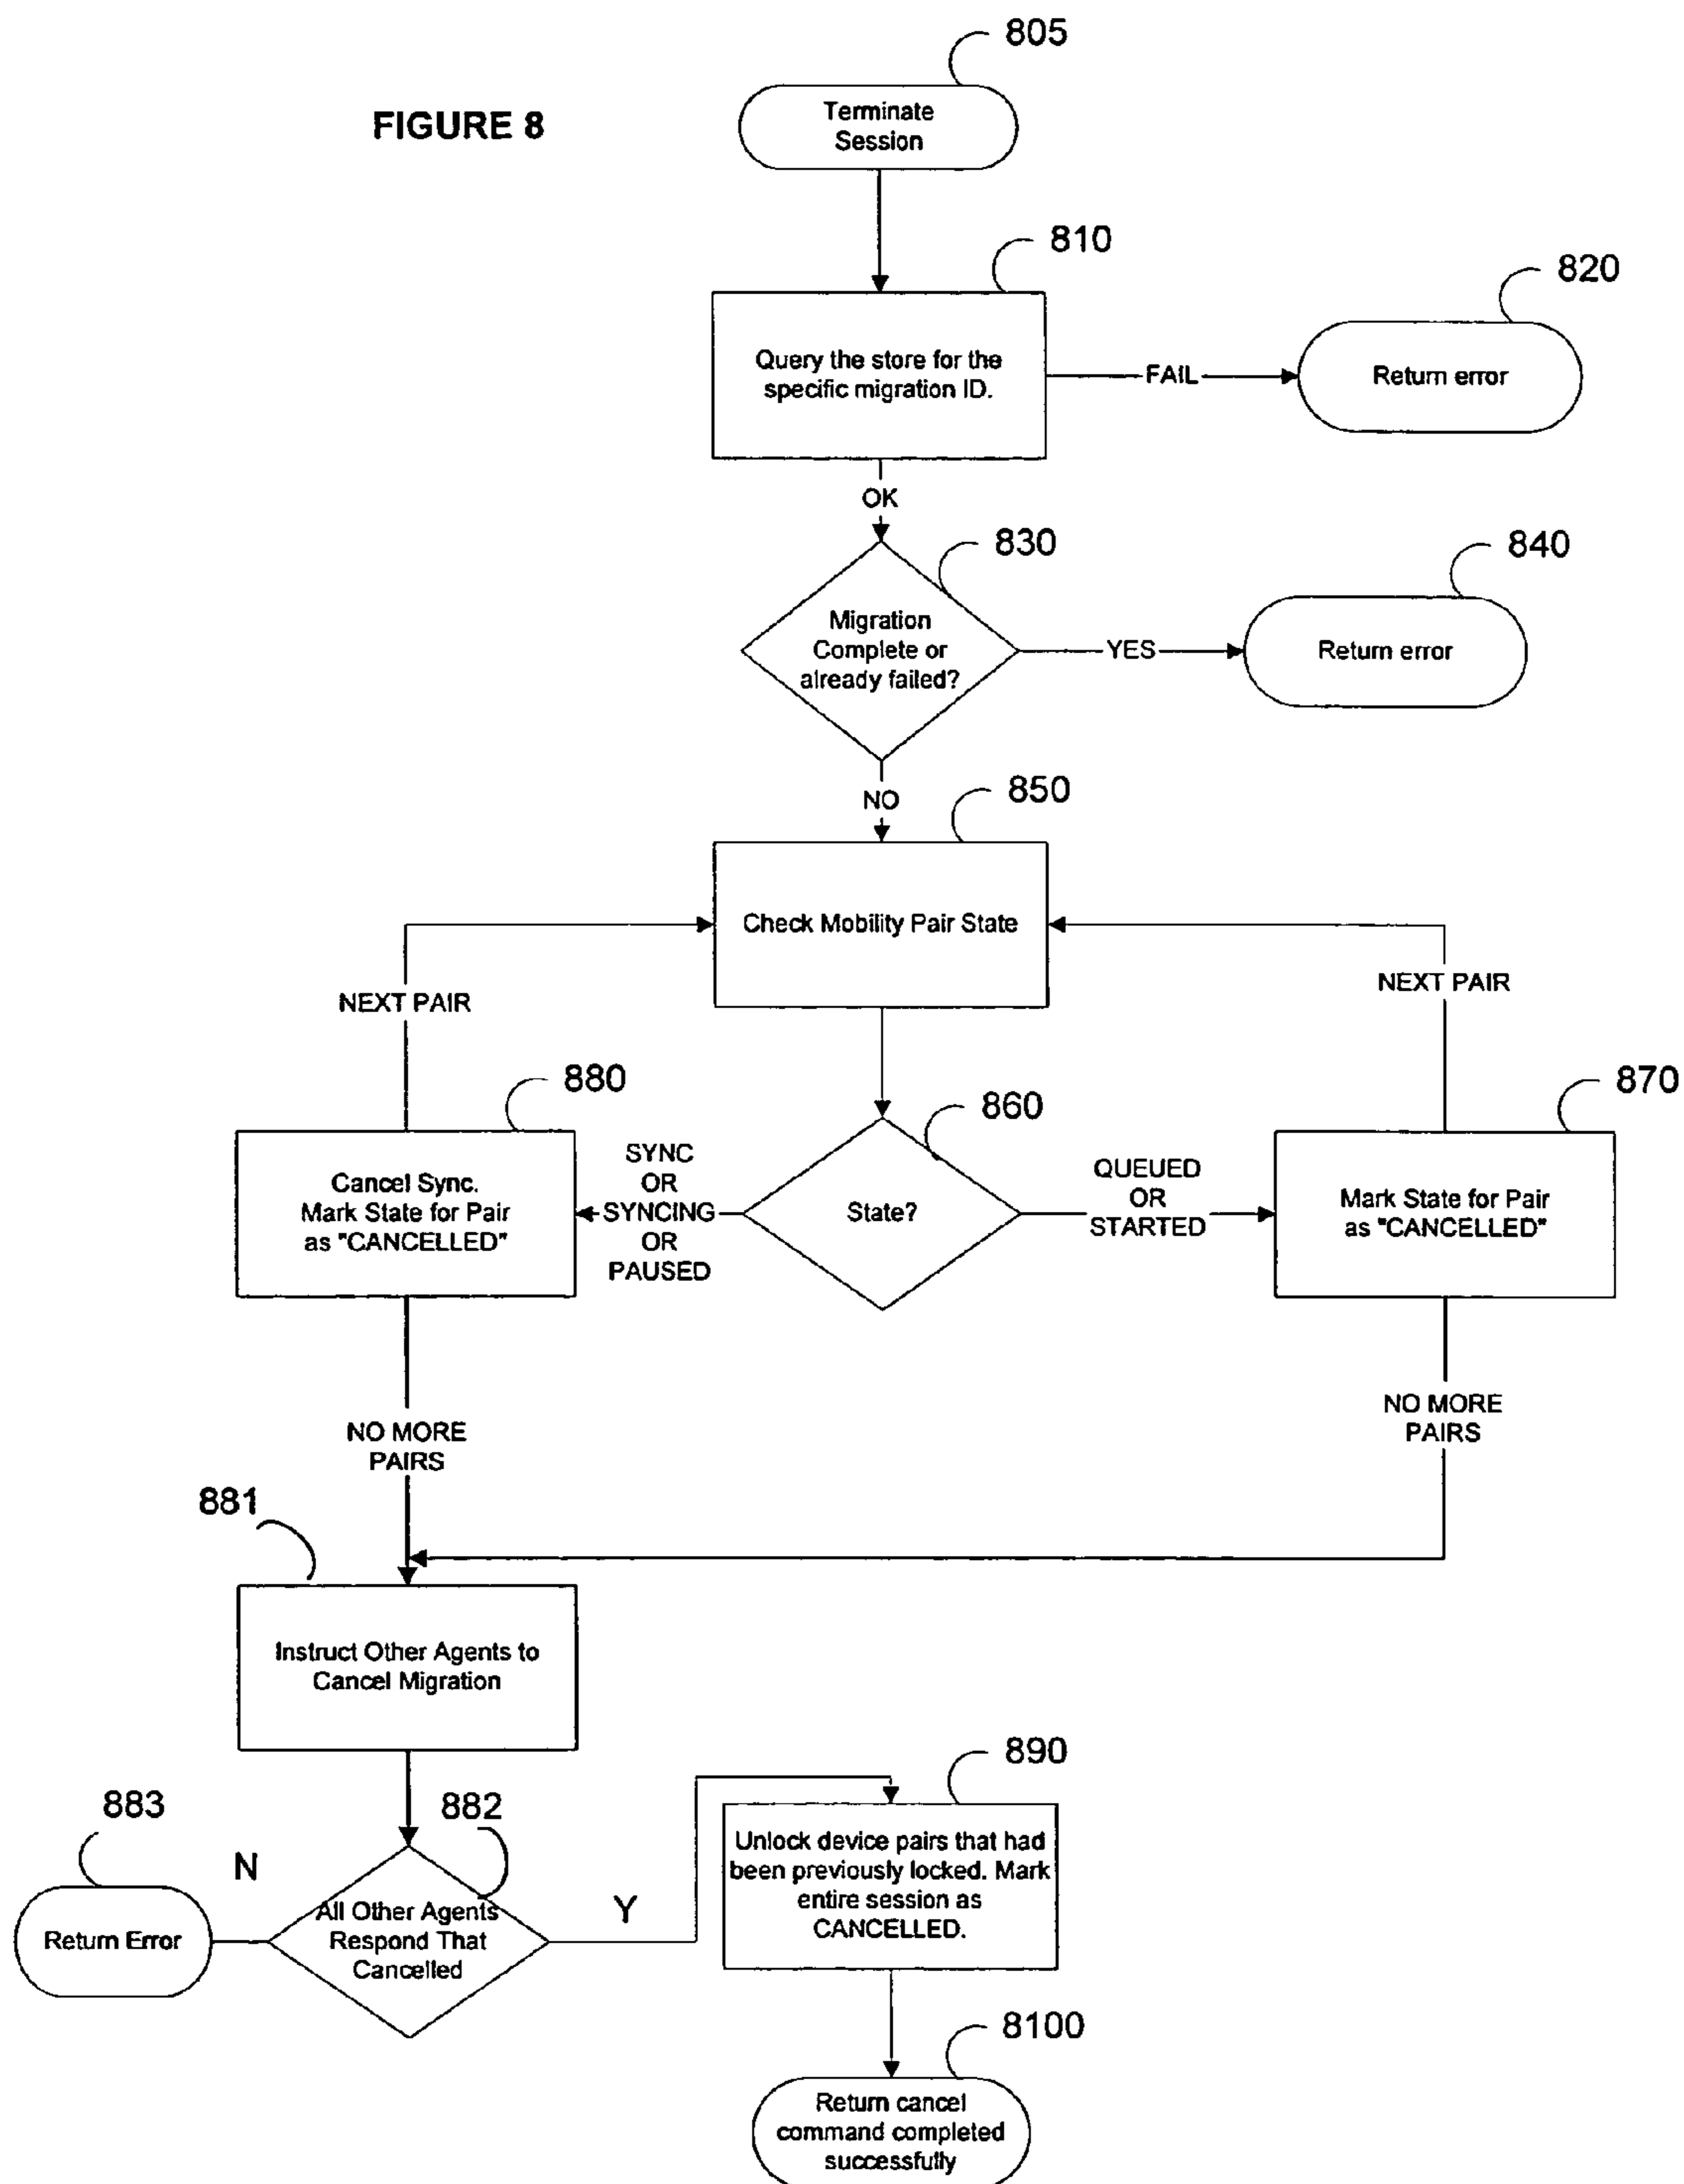 805
FIGURE 8
Terminate
Session
810
820
Query the store for the
specific migration ID.
FAIL
Return error
OK
830
840
Migration
Complete or
already failed?
YES
Return error
NO
850
Check Mobility Pair State
NEXT PAIR
NEXT PAIR
880
860
870
Cancel Sync.
Mark State for Pair
as "CANCELLED"
SYNC
OR
SYNCING
OR
PAUSED
State?
QUEUED
OR
STARTED
Mark State for Pair
as "CANCELLED"
NO MORE
PAIRS
NO MORE
PAIRS
881
Instruct Other Agents to
Cancel Migration
890
883
882
N
Y
Unlock device pairs that had
been previously locked. Mark
entire session as
CANCELLED.
Return Error
All Other Agents
Respond That
Cancelled
8100
Return cancel
command completed
successfully